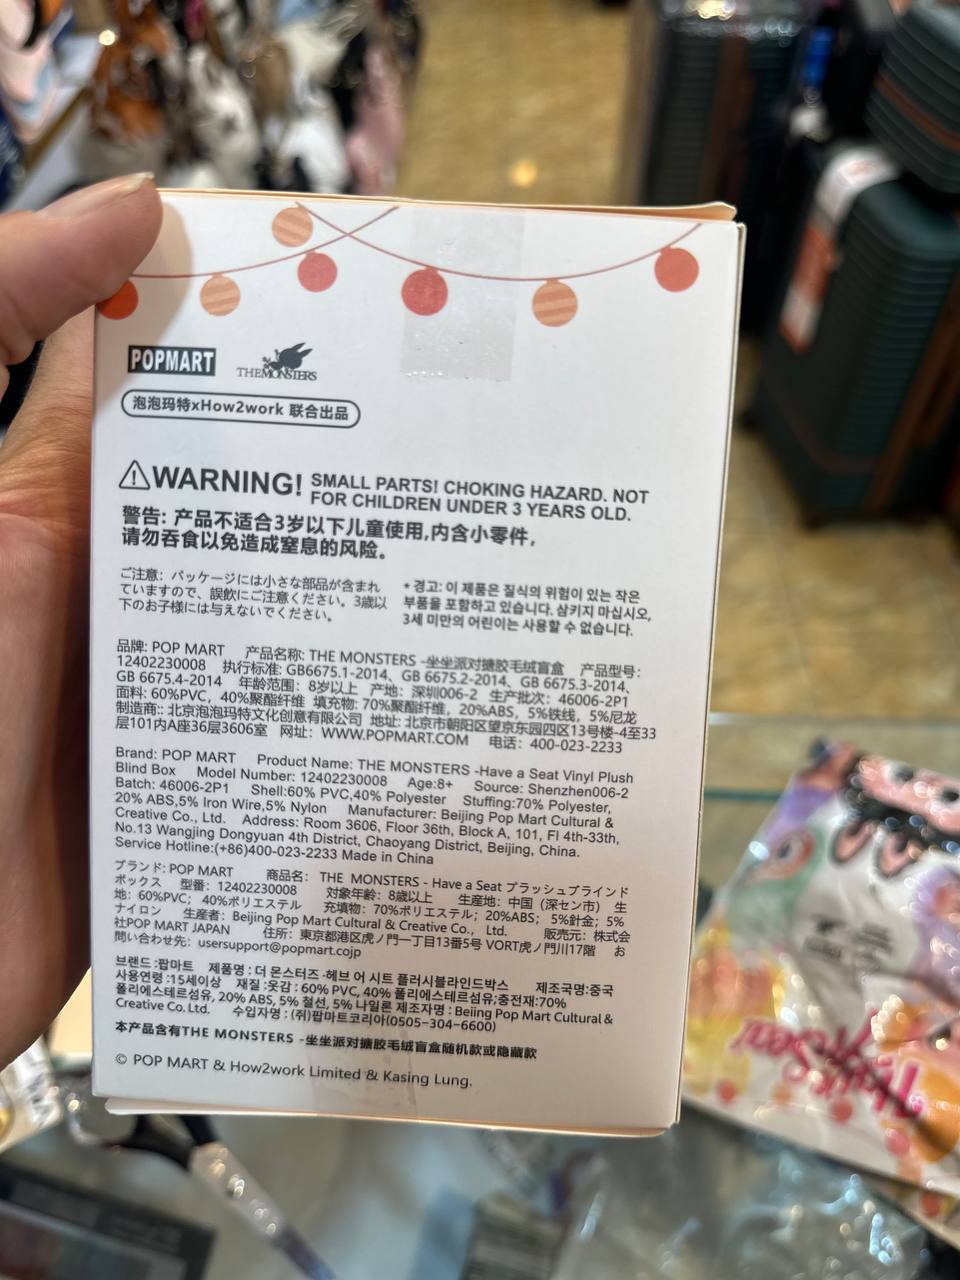 POPMART
THE MONSTERS
泡泡玛特xHow2work 联合出品
WARNING! SMALL PARTS! CHOKING HAZARD. NOT
FOR CHILDREN UNDER 3 YEARS OLD.
警告: 产品不适合3岁以下儿童使用,内含小零件,
请勿吞食以免造成窒息的风险。
ご注意：パッケージには小さな部品が含まれ
ていますので、誤飲にご注意ください。3歳以
下のお子様には与えないでください。
* 경고: 이 제품은 질식의 위험이 있는 작은
부품을 포함하고 있습니다. 삼키지 마십시오,
3세 미만의 어린이는 사용할 수 없습니다.
品牌: POP MART 产品名称: THE MONSTERS -坐坐派对搪胶毛绒盲盒 产品型号:
12402230008 执行标准: GB6675.1-2014、GB 6675.2-2014、GB 6675.3-2014、
GB 6675.4-2014 年龄范围: 8岁以上 产地: 深圳006-2 生产批次: 46006-2P1
面料: 60%PVC, 40%聚酯纤维 填充物: 70%聚酯纤维, 20%ABS, 5%铁线, 5%尼龙
制造商:: 北京泡泡玛特文化创意有限公司 地址: 北京市朝阳区望京东园四区13号楼-4至33
层101内A座36层3606室 网址: WWW.POPMART.COM 电话: 400-023-2233
Brand: POP MART Product Name: THE MONSTERS -Have a Seat Vinyl Plush
Blind Box Model Number: 12402230008 Age:8+ Source: Shenzhen006-2
Batch: 46006-2P1 Shell:60% PVC,40% Polyester Stuffing:70% Polyester,
20% ABS,5% Iron Wire,5% Nylon Manufacturer: Beijing Pop Mart Cultural &
Creative Co., Ltd. Address: Room 3606, Floor 36th, Block A, 101, Fl 4th-33th,
No.13 Wangjing Dongyuan 4th District, Chaoyang District, Beijing, China.
Service Hotline:(+86)400-023-2233 Made in China
ブランド: POP MART 商品名: THE MONSTERS - Have a Seat プラッシュブラインド
ボックス 型番: 12402230008 対象年齢: 8歳以上 生産地: 中国（深セン市） 生
地: 60%PVC; 40%ポリエステル 充填物: 70%ポリエステル; 20%ABS; 5%針金; 5%
ナイロン 生産者: Beijing Pop Mart Cultural & Creative Co., Ltd. 販売元: 株式会
社POP MART JAPAN 住所: 東京都港区虎ノ門一丁目13番5号 VORT虎ノ門川17階 お
問い合わせ先: usersupport@popmart.cojp
브랜드 :팝마트 제품명 : 더 몬스터즈 -헤브 어 시트 플러시블라인드박스 제조국명:중국
사용연령 :15세이상 재질 :옷감 : 60% PVC, 40% 폴리에스테르섬유;충전재:70%
폴리에스테르섬유, 20% ABS, 5% 철선, 5% 나일론 제조자명 : Beijing Pop Mart Cultural &
Creative Co. Ltd. 수입자명 : (주)팝마트코리아(0505-304-6600)
本产品含有THE MONSTERS -坐坐派对搪胶毛绒盲盒随机款或隐藏款
© POP MART & How2work Limited & Kasing Lung.